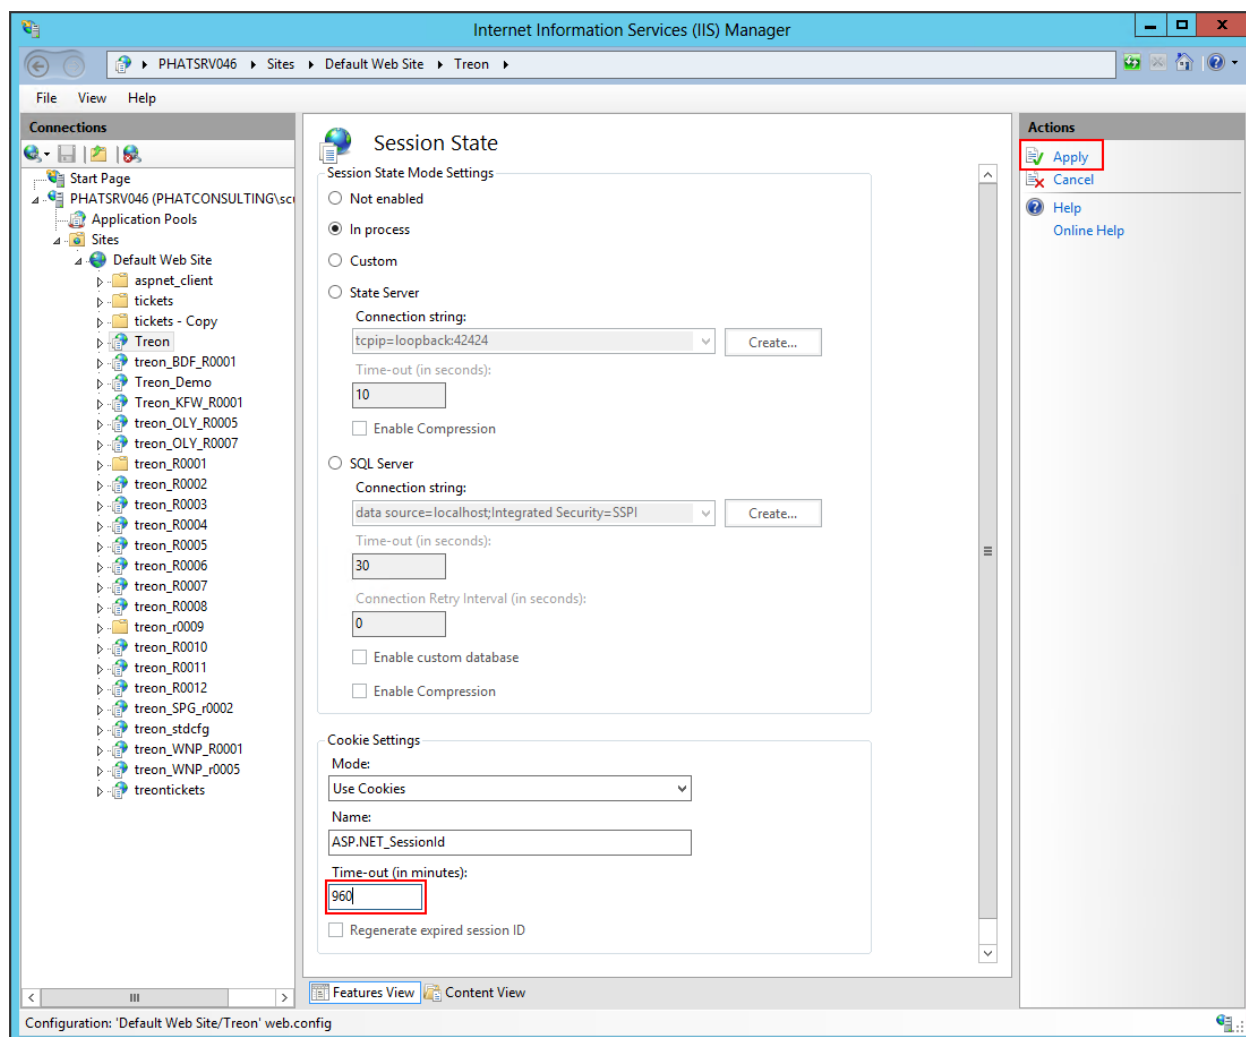 Internet Information Services (IIS) Manager
PHATSRV046 Sites Default Web Site Treon
File View Help
Connections
Start Page
PHATSRV046 (PHATCONSULTING\
Application Pools
Sites
Default Web Site
aspnet_client
tickets
tickets - Copy
Treon
treon_BDF_R0001
Treon_Demo
Treon_KFW_R0001
treon_OLY_R0005
treon_OLY_R0007
treon_R0001
treon_R0002
treon_R0003
treon_R0004
treon_R0005
treon_R0006
treon_R0007
treon_R0008
treon_r0009
treon_R0010
treon_R0011
treon_R0012
treon_SPG_r0002
treon_stdcfg
treon_WNP_R0001
treon_WNP_r0005
treontickets
Session State
Session State Mode Settings
Not enabled
In process
Custom
State Server
Connection string:
tcpip=loopback:42424
Create...
Time-out (in seconds):
10
Enable Compression
SQL Server
Connection string:
data source=localhost;Integrated Security=SSPI
Create...
Time-out (in seconds):
30
Connection Retry Interval (in seconds):
0
Enable custom database
Enable Compression
Cookie Settings
Mode:
Use Cookies
Name:
ASP.NET_SessionId
Time-out (in minutes):
960
Regenerate expired session ID
Features View Content View
Actions
Apply
Cancel
Help
Online Help
Configuration: 'Default Web Site/Treon' web.config